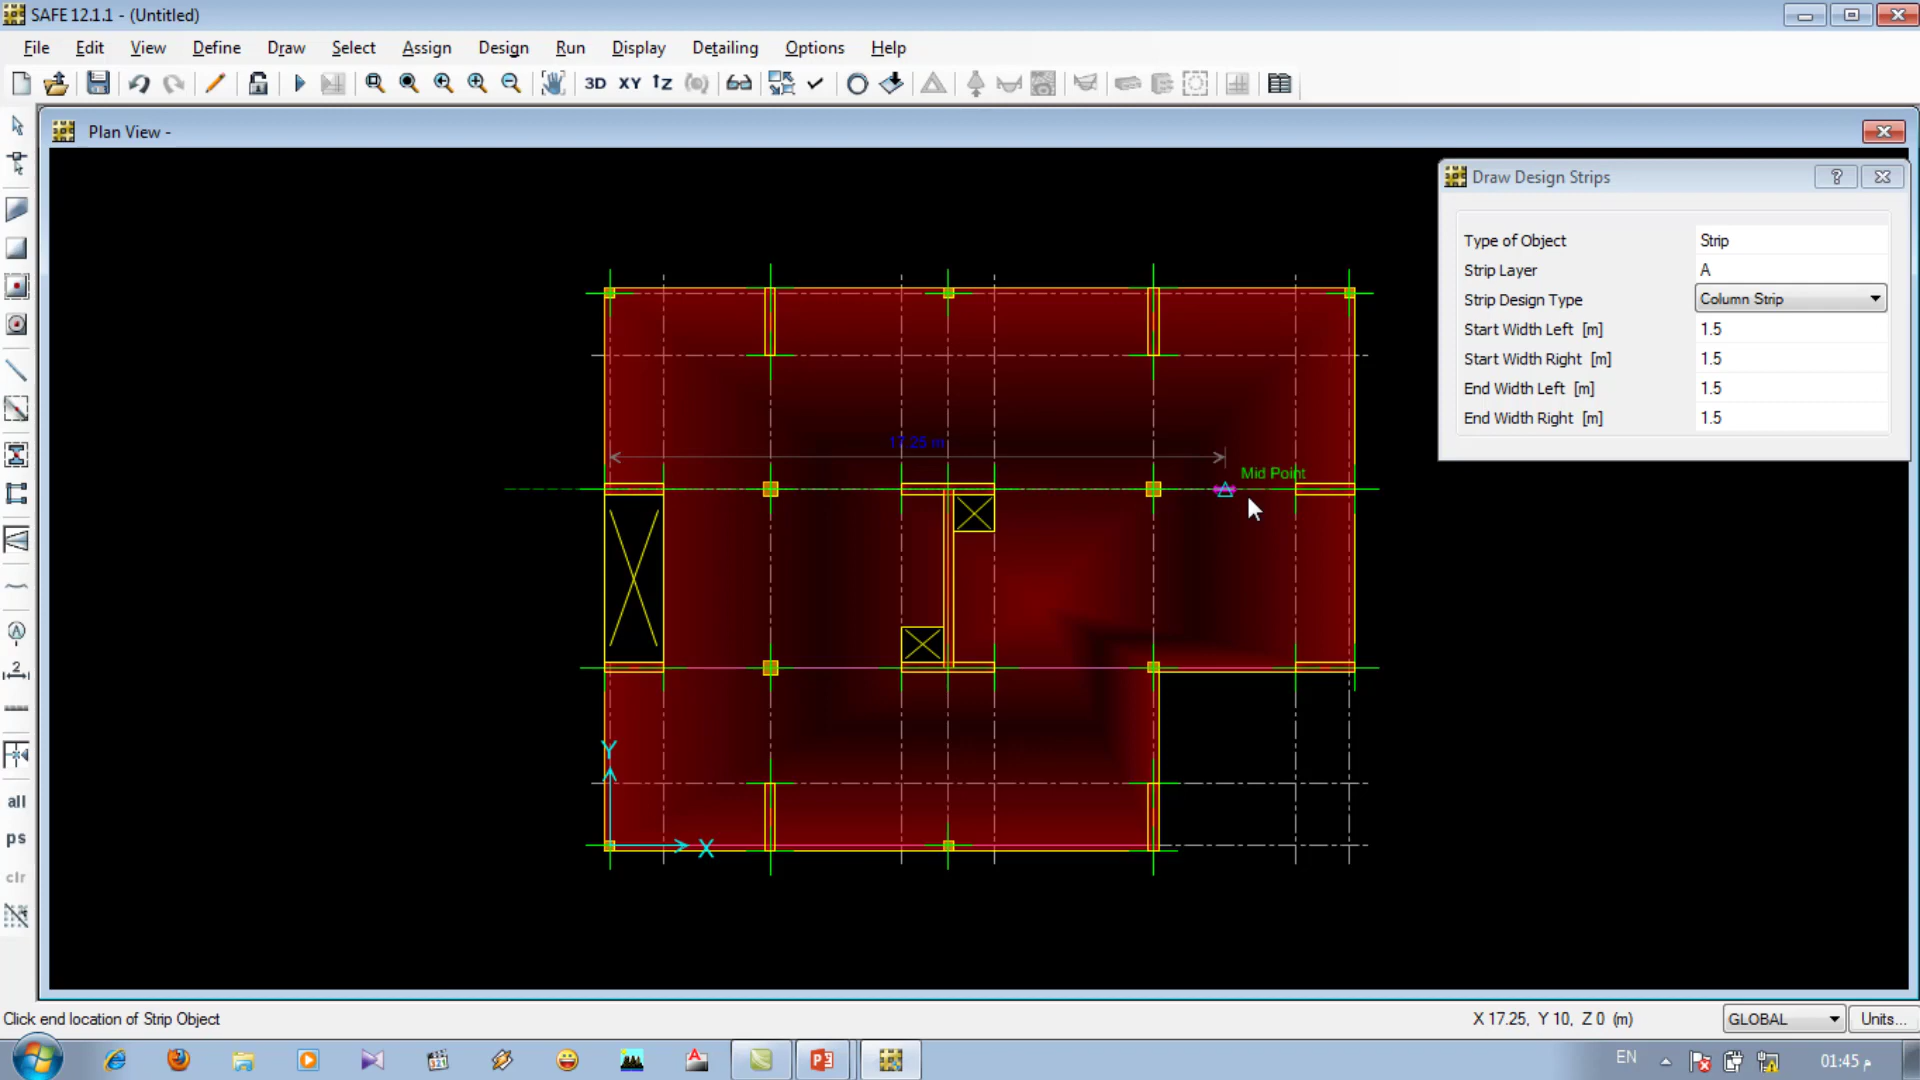 SAFE 12.1.1 - (Untitled)
File Edit View Define Draw Select Assign Design Run Display Detailing Options Help
3D XY
Plan View -
Draw Design Strips
Type of Object Strip
Strip Layer A
Strip Design Type Column Strip
Start Width Left [m] 1.5
Start Width Right [m] 1.5
End Width Left [m] 1.5
End Width Right [m] 1.5
17.25 m
Mid Point
Y
X
all
ps
clr
Click end location of Strip Object
X 17.25, Y 10, Z 0 (m)
GLOBAL
Units...
EN
01:45 م